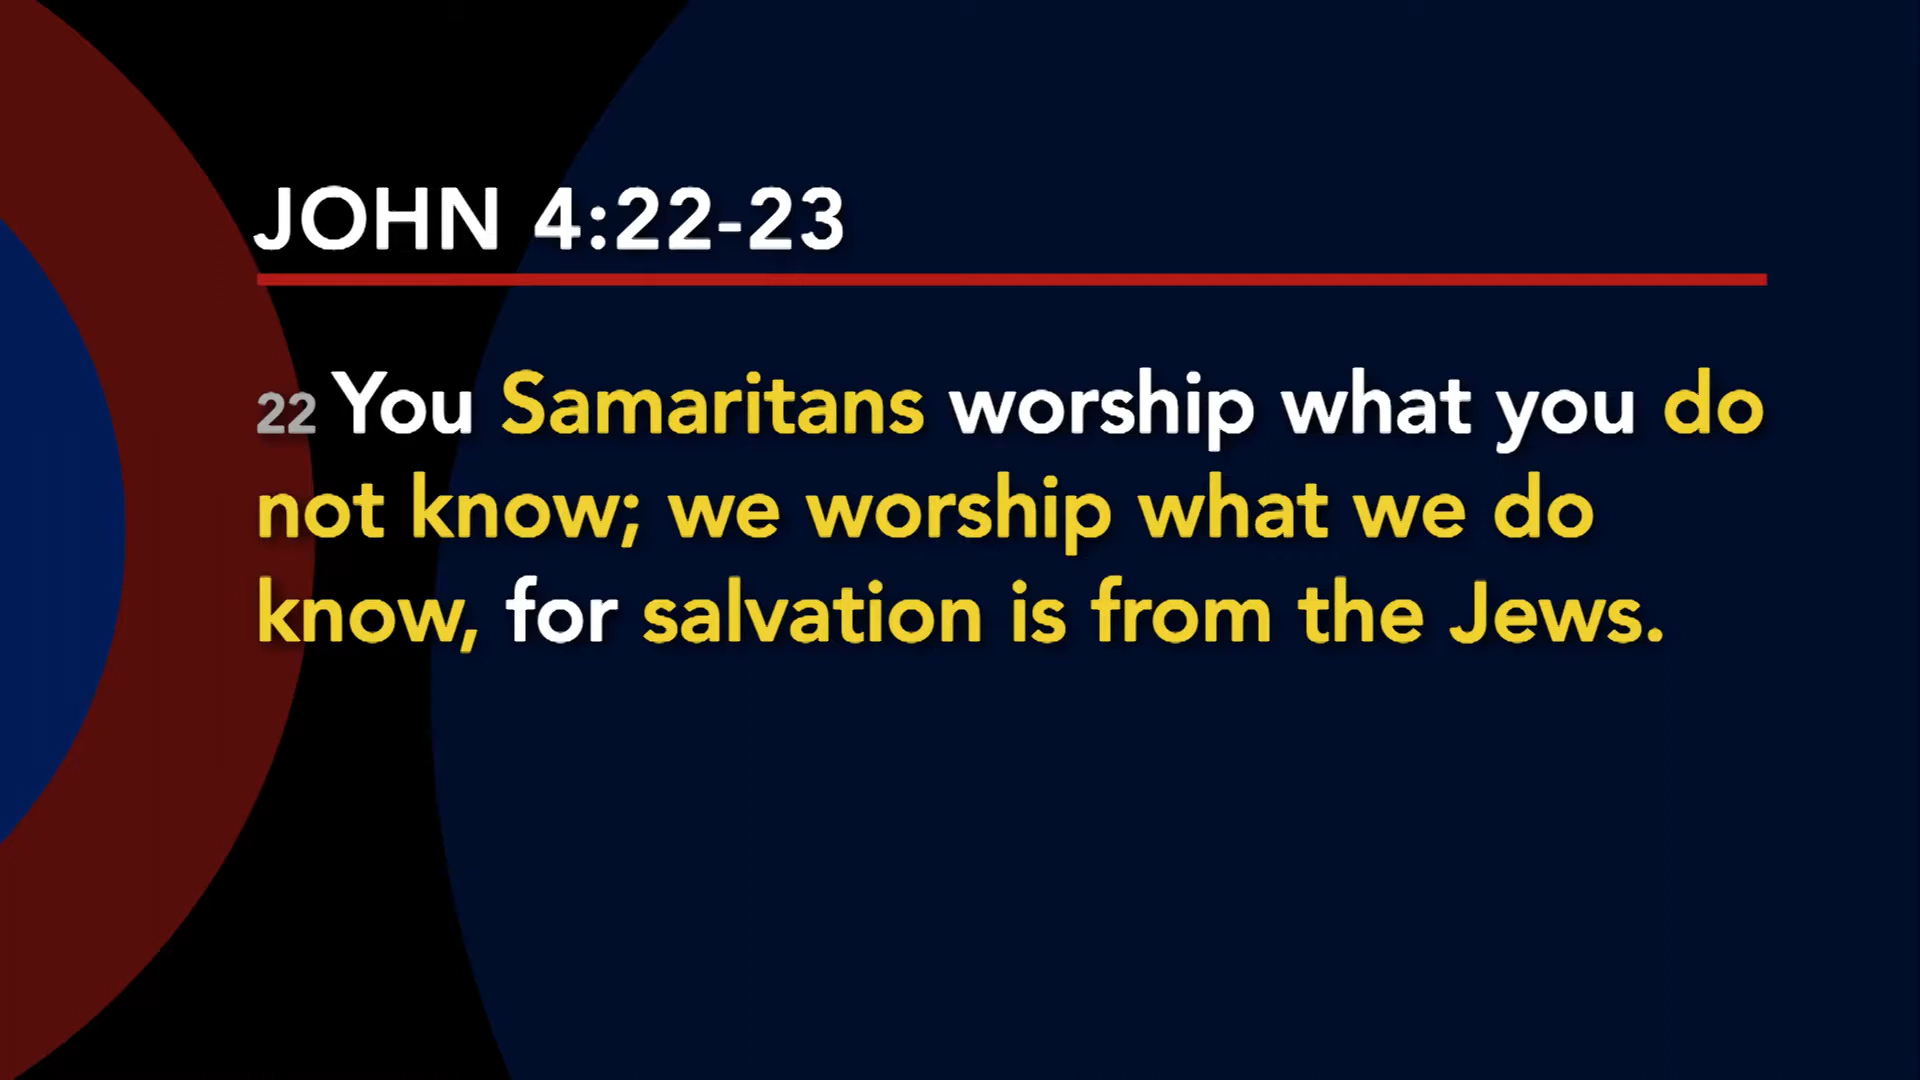 JOHN 4:22-23
22 You Samaritans worship what you do
not know; we worship what we do
know, for salvation is from the Jews.